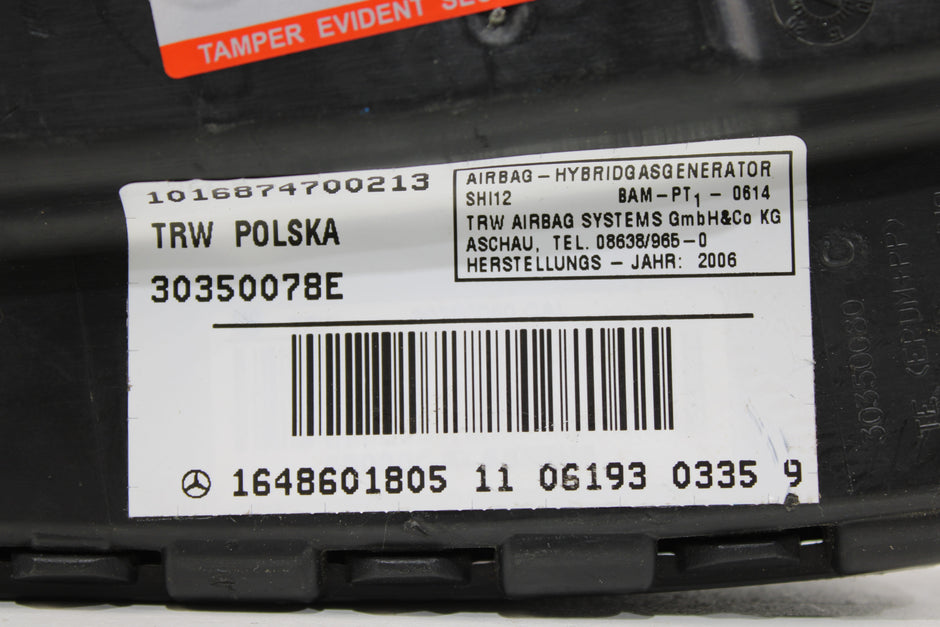 TAMPER EVIDENT
1016874700213
TRW POLSKA
30350078E
AIRBAG-HYBRIDGASGENERATOR
SHI12 BAM-PT1-0614
TRW AIRBAG SYSTEMS GmbH&Co KG
ASCHAU, TEL. 08638/965-0
HERSTELLUNGS - JAHR: 2006
1648601805 11 06193 0335 9
30350080